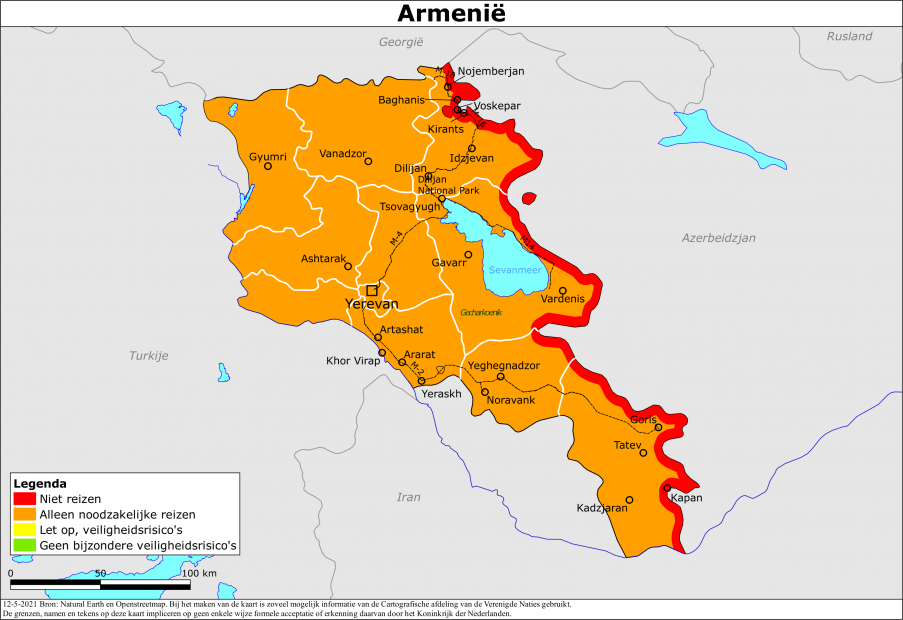 Armenië
Georgië
Rusland
M-16
Nojemberjan
Baghanis
Voskepar
Kirants
Gyumri
Vanadzor
Idzjevan
Dilijan
Dilijan
National Park
Tsovagyugh
M-4
M14
Azerbeidzjan
Ashtarak
Gavarr
Sevanmeer
Vardenis
Yerevan
Gecharkoenik
Artashat
Turkije
Khor Virap
Ararat
M-2
Yeghegnadzor
Yeraskh
Noravank
Goris
Tatev
Iran
Kapan
Kadzjaran
Legenda
Niet reizen
Alleen noodzakelijke reizen
Let op, veiligheidsrisico's
Geen bijzondere veiligheidsrisico's
0 50 100 km
12-5-2021 Bron: Natural Earth en Openstreetmap. Bij het maken van de kaart is zoveel mogelijk informatie van de Cartografische afdeling van de Verenigde Naties gebruikt.
De grenzen, namen en tekens op deze kaart impliceren op geen enkele wijze formele acceptatie of erkenning daarvan door het Koninkrijk der Nederlanden.